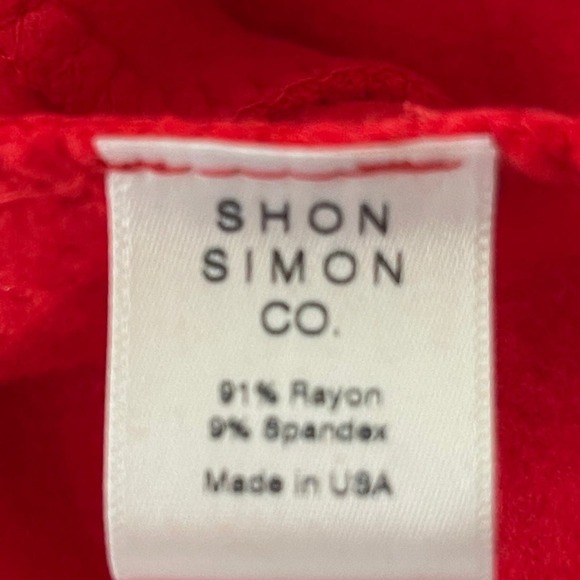 SHON
SIMON
CO.
91% Rayon
9% Spandex
Made in USA